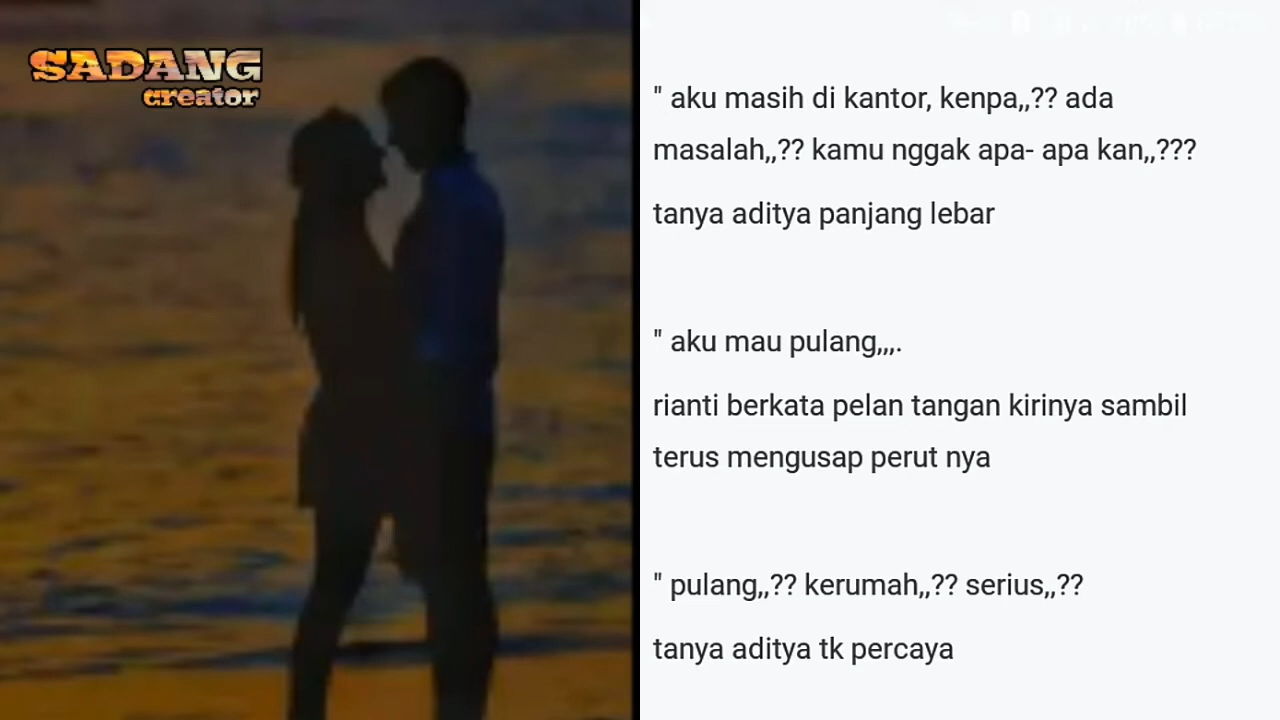 SADANG
creator
" aku masih di kantor, kenpa,,?? ada
masalah,,?? kamu nggak apa- apa kan,,???
tanya aditya panjang lebar
" aku mau pulang,,,.
rianti berkata pelan tangan kirinya sambil
terus mengusap perut nya
" pulang,,?? kerumah,,?? serius,,??
tanya aditya tk percaya